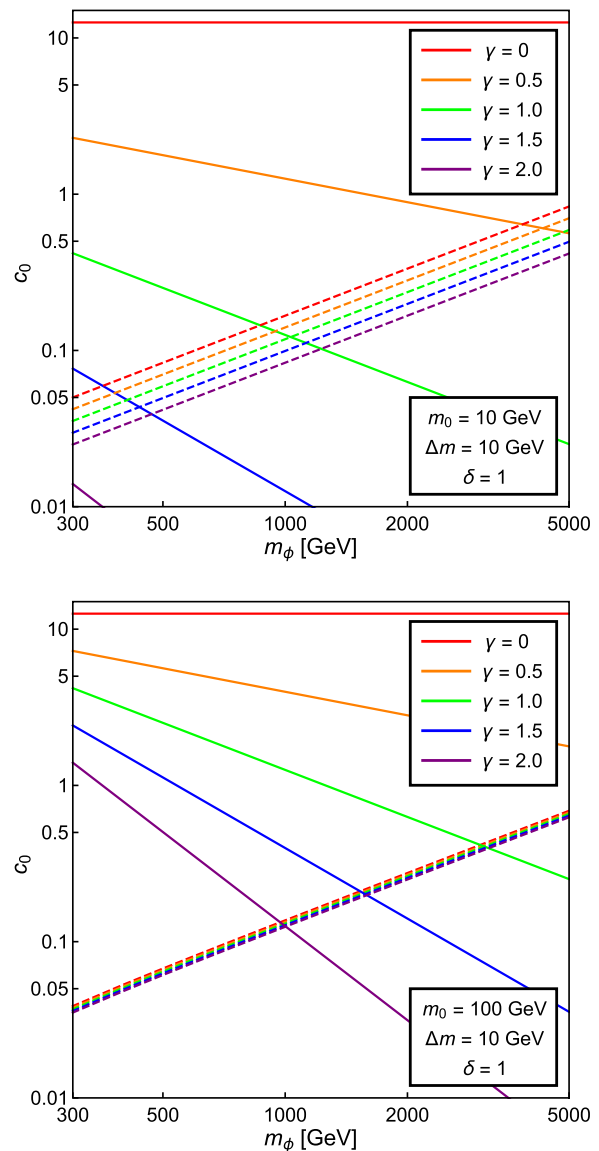 10
5
1
0.5
0.1
0.05
0.01
c₀
γ = 0
γ = 0.5
γ = 1.0
γ = 1.5
γ = 2.0
m₀ = 10 GeV
Δm = 10 GeV
δ = 1
300 500 1000 2000 5000
m_ϕ [GeV]
10
5
1
0.5
0.1
0.05
0.01
c₀
γ = 0
γ = 0.5
γ = 1.0
γ = 1.5
γ = 2.0
m₀ = 100 GeV
Δm = 10 GeV
δ = 1
300 500 1000 2000 5000
m_ϕ [GeV]